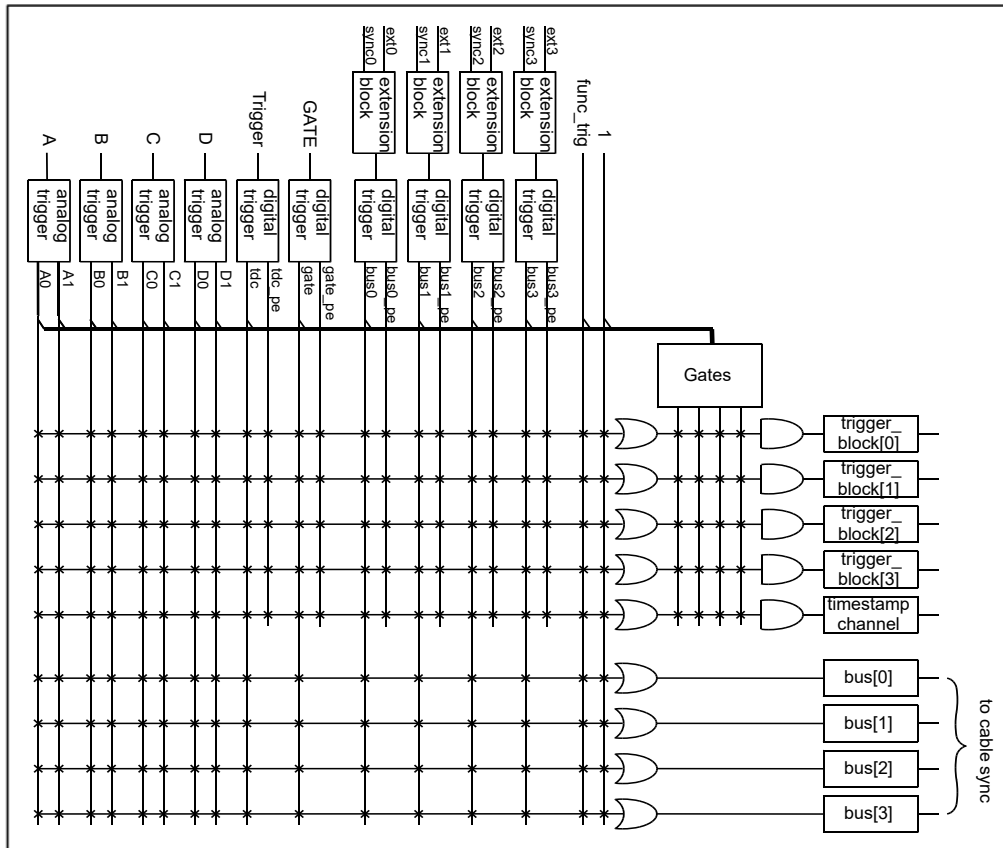 sync0
ext0
sync1
ext1
sync2
ext2
sync3
ext3
extension
block
extension
block
extension
block
extension
block
func_trig
1
A
B
C
D
Trigger
GATE
analog
trigger
analog
trigger
analog
trigger
analog
trigger
digital
trigger
digital
trigger
digital
trigger
digital
trigger
digital
trigger
digital
trigger
A0
A1
B0
B1
C0
C1
D0
D1
tdc
tdc_pe
gate
gate_pe
bus0
bus0_pe
bus1
bus1_pe
bus2
bus2_pe
bus3
bus3_pe
Gates
trigger_
block[0]
trigger_
block[1]
trigger_
block[2]
trigger_
block[3]
timestamp
channel
bus[0]
bus[1]
bus[2]
bus[3]
to cable sync